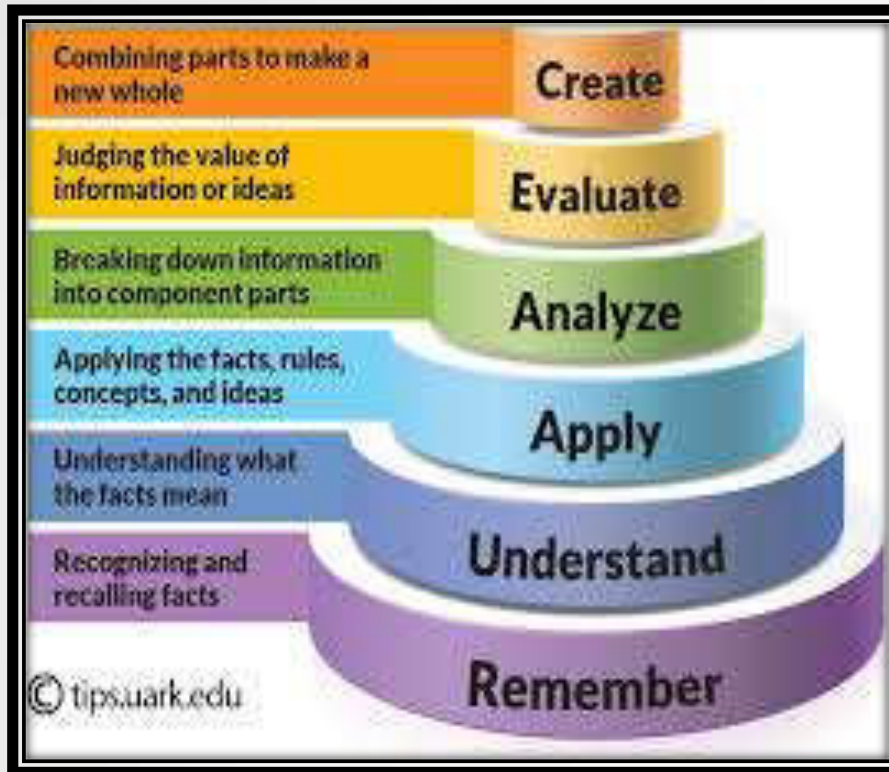 Combining parts to make a
new whole
Create
Judging the value of
information or ideas
Evaluate
Breaking down information
into component parts
Analyze
Applying the facts, rules,
concepts, and ideas
Apply
Understanding what
the facts mean
Understand
Recognizing and
recalling facts
Remember
© tips.uark.edu